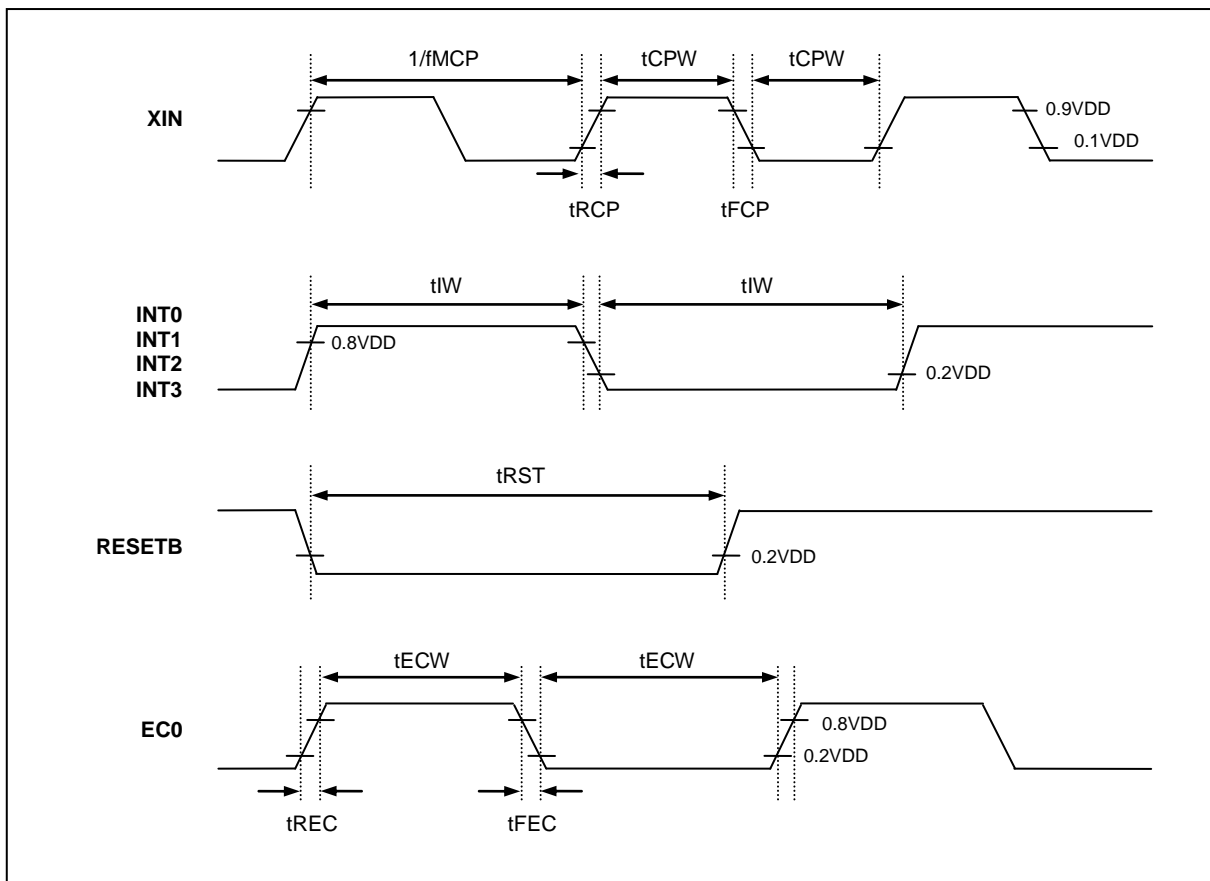 1/fMCP
tCPW
tCPW
XIN
0.9VDD
0.1VDD
tRCP
tFCP
tIW
tIW
INT0
INT1
INT2
INT3
0.8VDD
0.2VDD
tRST
RESETB
0.2VDD
tECW
tECW
EC0
0.8VDD
0.2VDD
tREC
tFEC